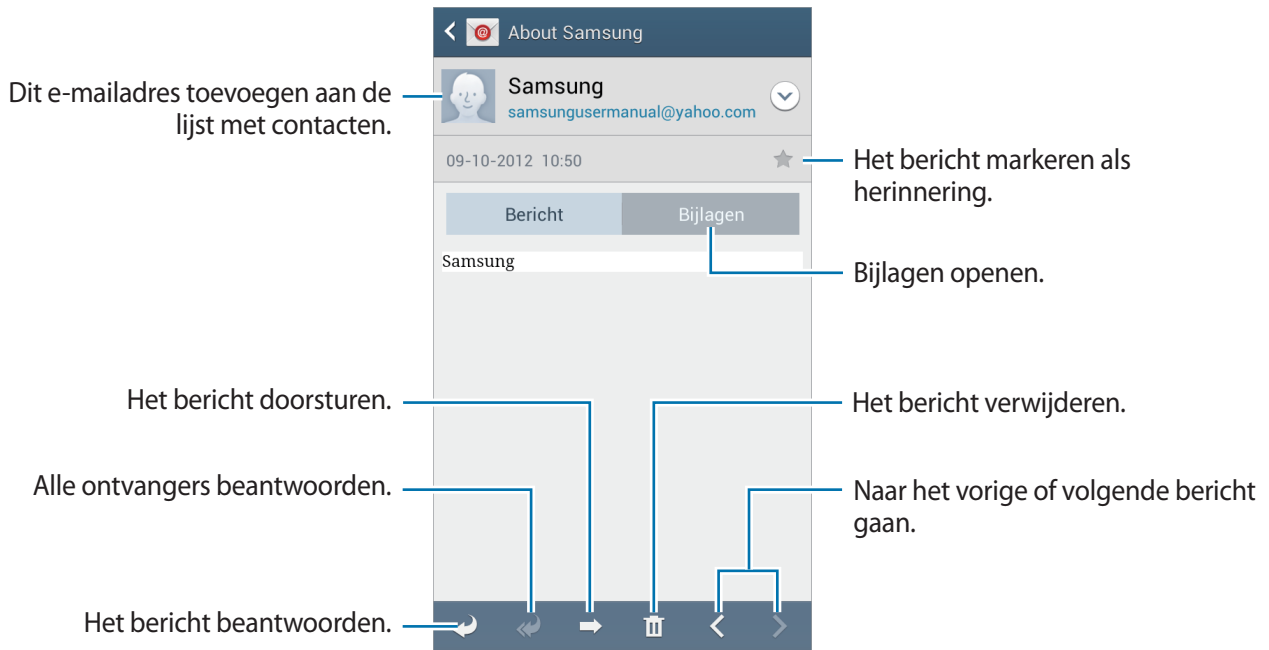 About Samsung
Dit e-mailadres toevoegen aan de
lijst met contacten.
Samsung
samsungusermanual@yahoo.com
09-10-2012 10:50
Het bericht markeren als
herinnering.
Bericht
Bijlagen
Samsung
Bijlagen openen.
Het bericht doorsturen.
Het bericht verwijderen.
Alle ontvangers beantwoorden.
Naar het vorige of volgende bericht
gaan.
Het bericht beantwoorden.